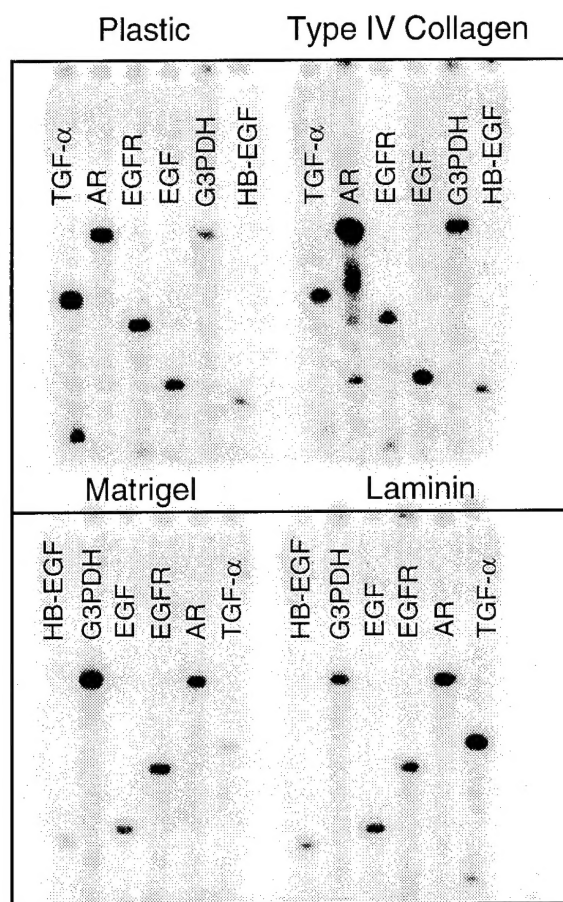 Plastic
Type IV Collagen
TGF-α
AR
EGFR
EGF
G3PDH
HB-EGF
TGF-α
AR
EGFR
EGF
G3PDH
HB-EGF
Matrigel
Laminin
HB-EGF
G3PDH
EGF
EGFR
AR
TGF-α
HB-EGF
G3PDH
EGF
EGFR
AR
TGF-α